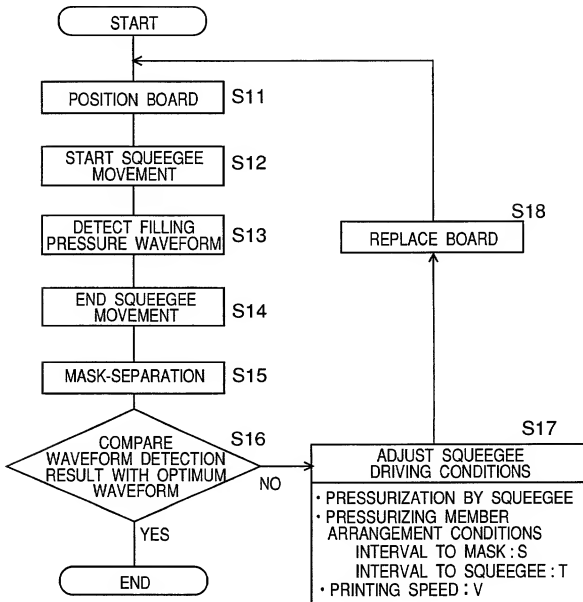 START
POSITION BOARD
S11
START SQUEEGEE
MOVEMENT
S12
DETECT FILLING
PRESSURE WAVEFORM
S13
END SQUEEGEE
MOVEMENT
S14
MASK-SEPARATION
S15
COMPARE
WAVEFORM DETECTION
RESULT WITH OPTIMUM
WAVEFORM
S16
NO
YES
END
S17
ADJUST SQUEEGEE
DRIVING CONDITIONS
· PRESSURIZATION BY SQUEEGEE
· PRESSURIZING MEMBER
ARRANGEMENT CONDITIONS
INTERVAL TO MASK : S
INTERVAL TO SQUEEGEE : T
· PRINTING SPEED : V
S18
REPLACE BOARD